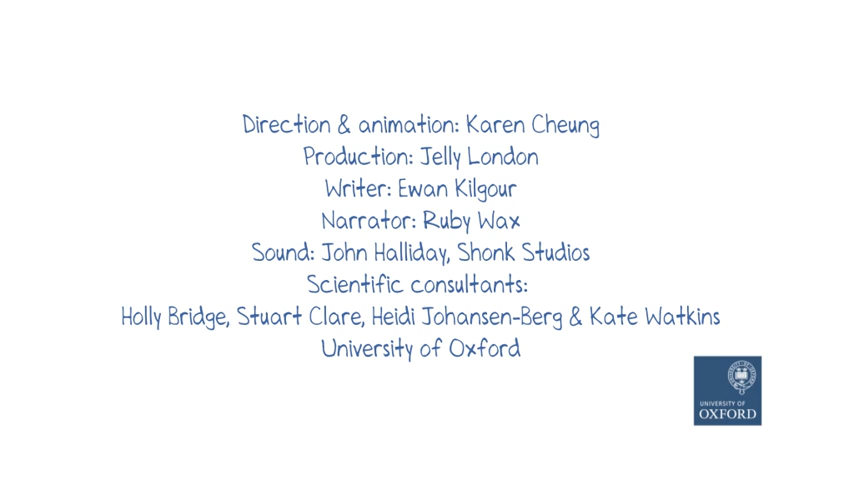 Direction & animation: Karen Cheung
Production: Jelly London
Writer: Ewan Kilgour
Narrator: Ruby Wax
Sound: John Halliday, Shonk Studios
Scientific consultants:
Holly Bridge, Stuart Clare, Heidi Johansen-Berg & Kate Watkins
University of Oxford
UNIVERSITY OF
OXFORD